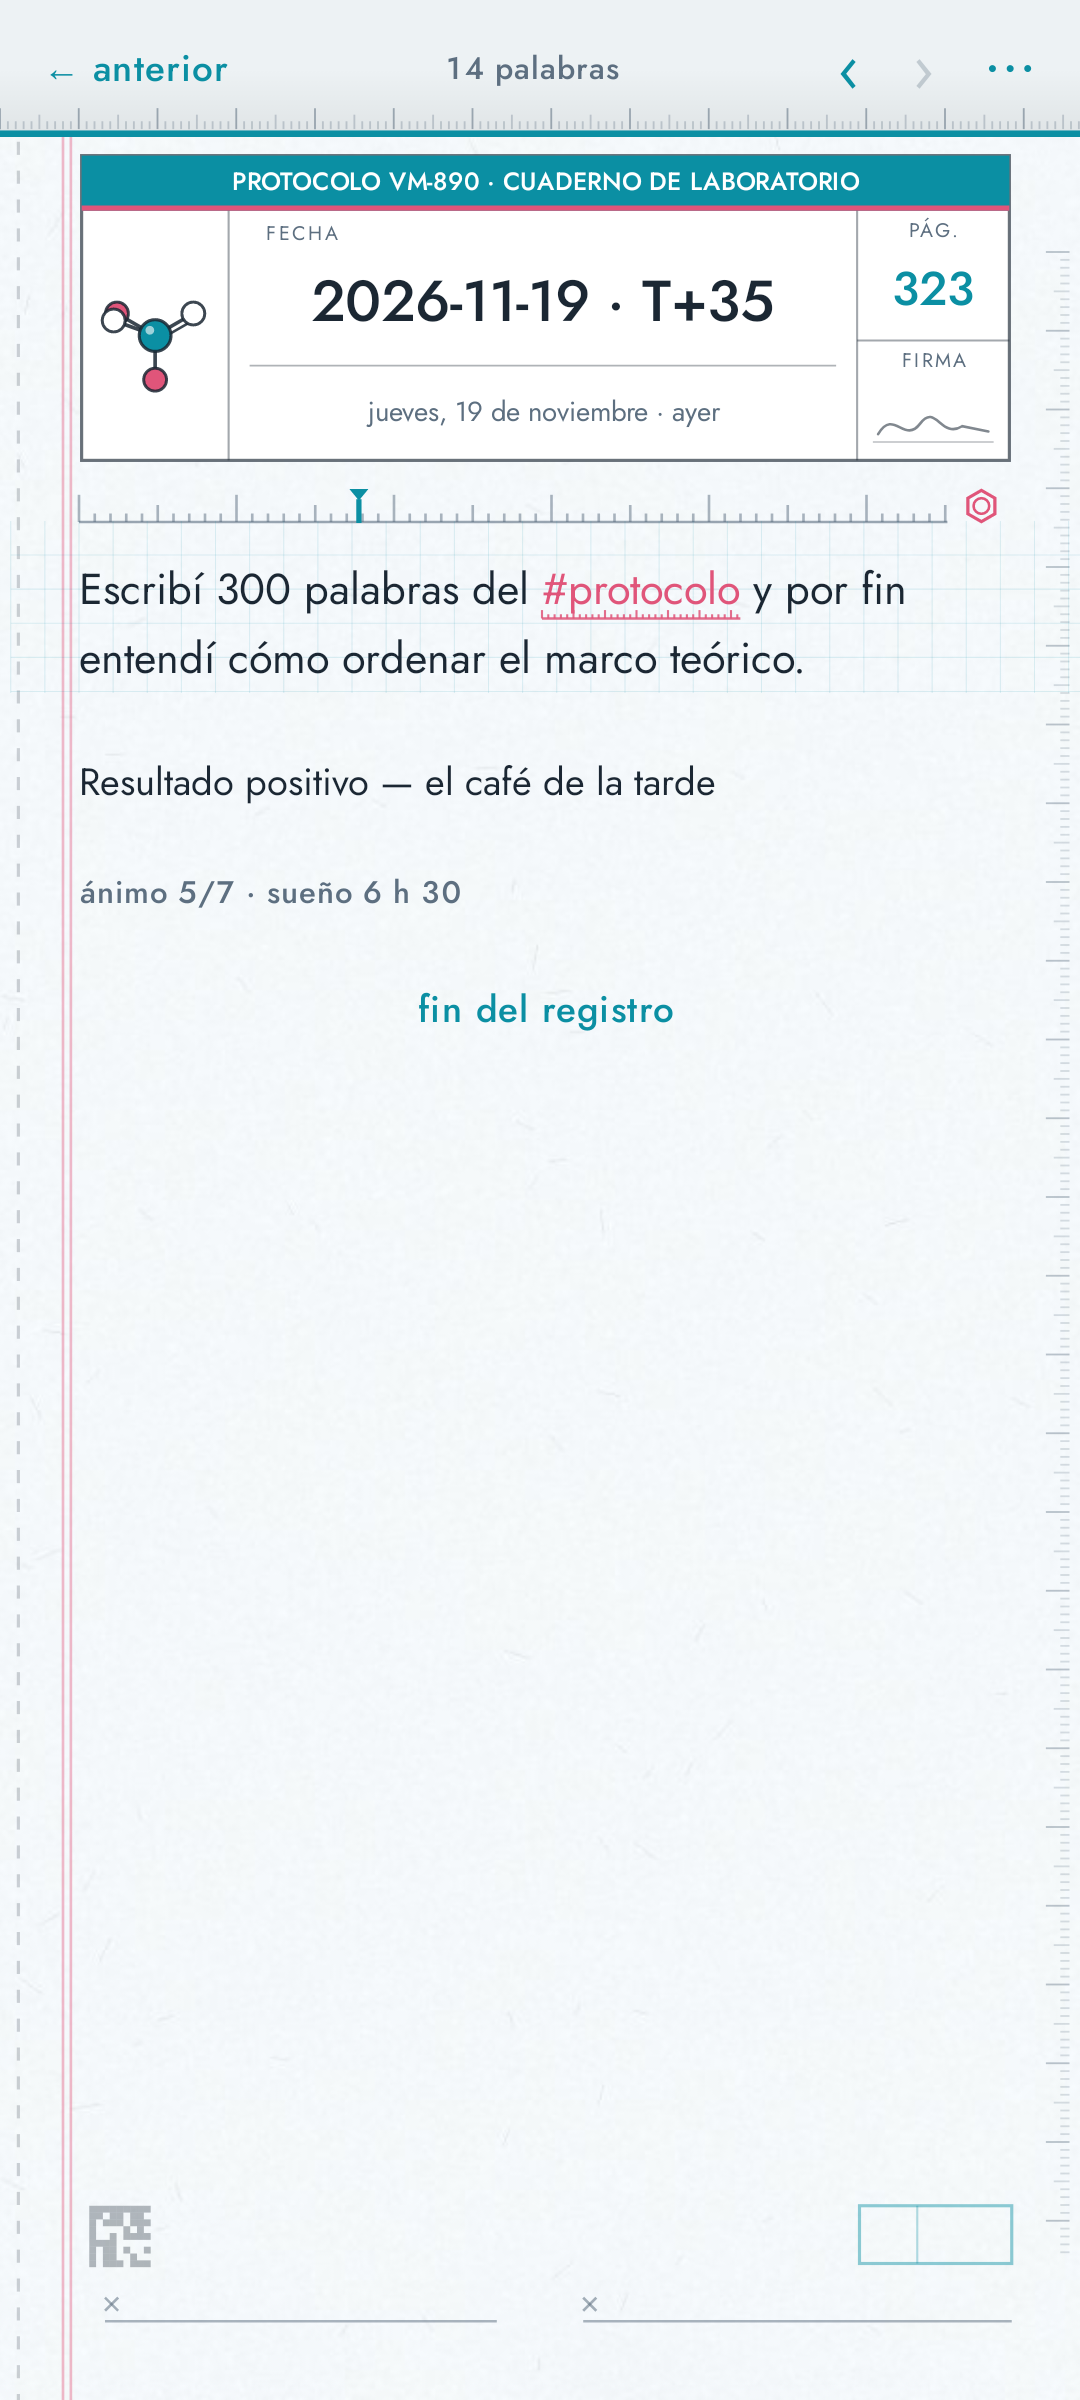 ← anterior
14 palabras
PROTOCOLO VM-890 · CUADERNO DE LABORATORIO
FECHA
2026-11-19 · T+35
jueves, 19 de noviembre · ayer
PÁG.
323
FIRMA
Escribí 300 palabras del #protocolo y por fin
entendí cómo ordenar el marco teórico.
Resultado positivo — el café de la tarde
ánimo 5/7 · sueño 6 h 30
fin del registro